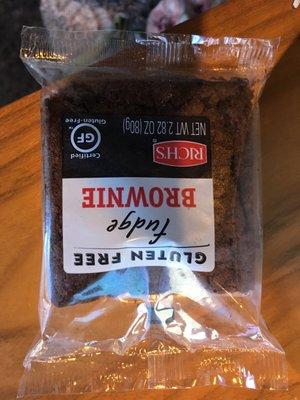 GLUTEN FREE
fudge
BROWNIE
RICH'S
NET WT 2.82 OZ (80g)
GF
Certified
Gluten-Free